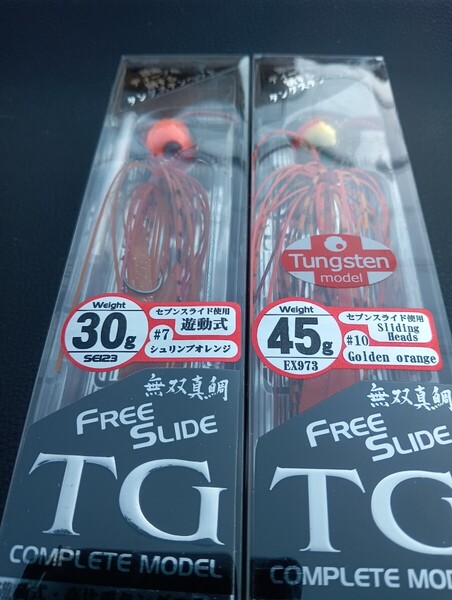 Weight
30g
SE123
セブンスライド使用
#7 遊動式
シュリンプオレンジ
無双真鯛
FREE
SLIDE
TG
COMPLETE MODEL
Tungsten
model
Weight
45g
EX973
セブンスライド使用
#10 Sliding
Heads
Golden orange
無双真鯛
FREE
SLIDE
TG
COMPLETE MODEL